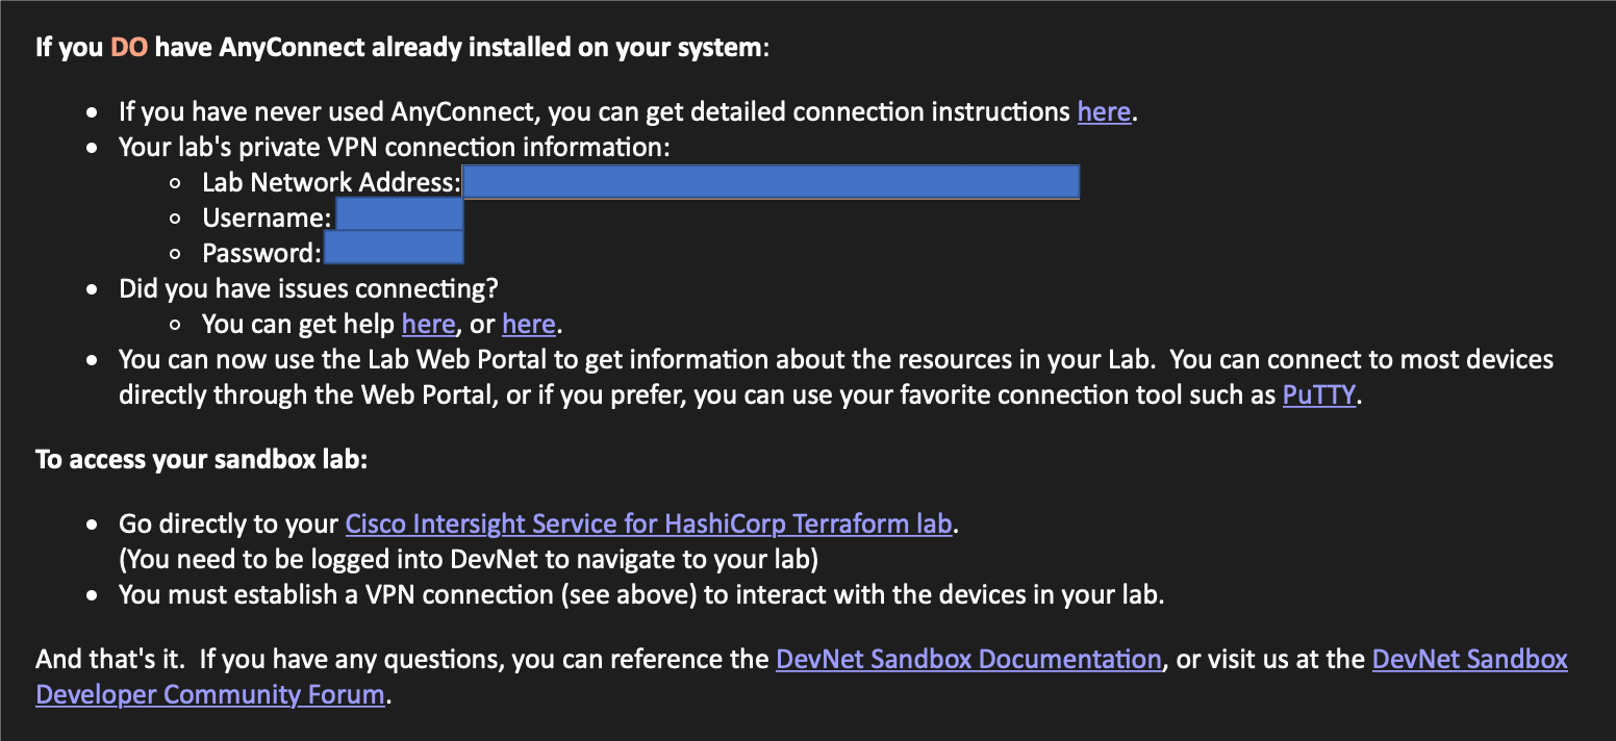 If you DO have AnyConnect already installed on your system:
• If you have never used AnyConnect, you can get detailed connection instructions here.
• Your lab's private VPN connection information:
○ Lab Network Address:
○ Username:
○ Password:
• Did you have issues connecting?
○ You can get help here, or here.
• You can now use the Lab Web Portal to get information about the resources in your Lab.  You can connect to most devices
directly through the Web Portal, or if you prefer, you can use your favorite connection tool such as PuTTY.
To access your sandbox lab:
• Go directly to your Cisco Intersight Service for HashiCorp Terraform lab.
(You need to be logged into DevNet to navigate to your lab)
• You must establish a VPN connection (see above) to interact with the devices in your lab.
And that's it.  If you have any questions, you can reference the DevNet Sandbox Documentation, or visit us at the DevNet Sandbox
Developer Community Forum.